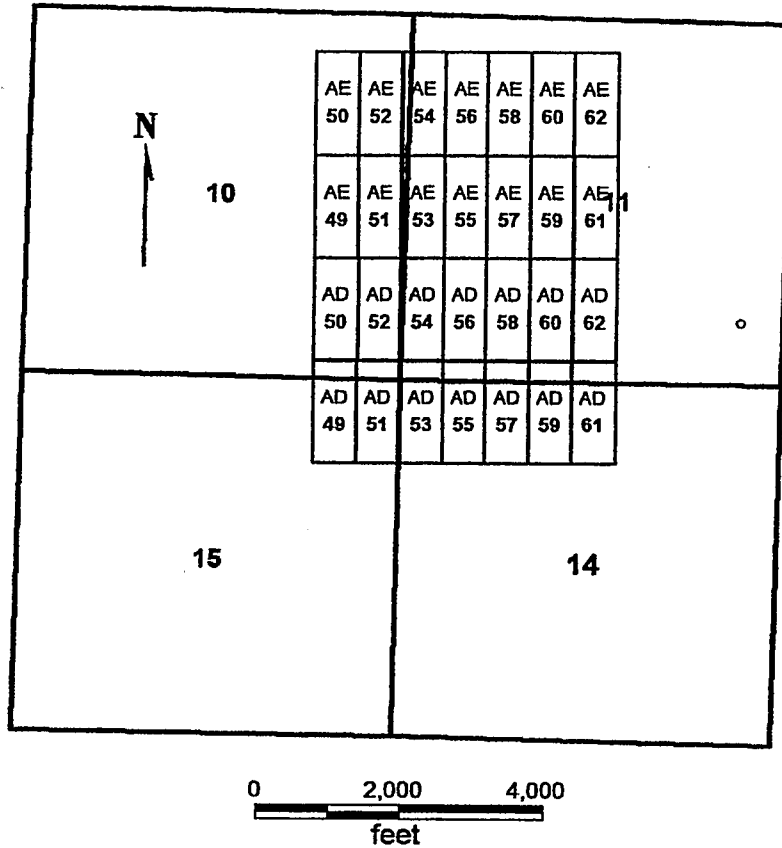 AE AE AE AE AE AE AE
50 52 54 56 58 60 62
N
10
AE AE AE AE AE AE AE
49 51 53 55 57 59 61
11
AD AD AD AD AD AD AD
50 52 54 56 58 60 62
AD AD AD AD AD AD AD
49 51 53 55 57 59 61
15
14
0 2,000 4,000
feet